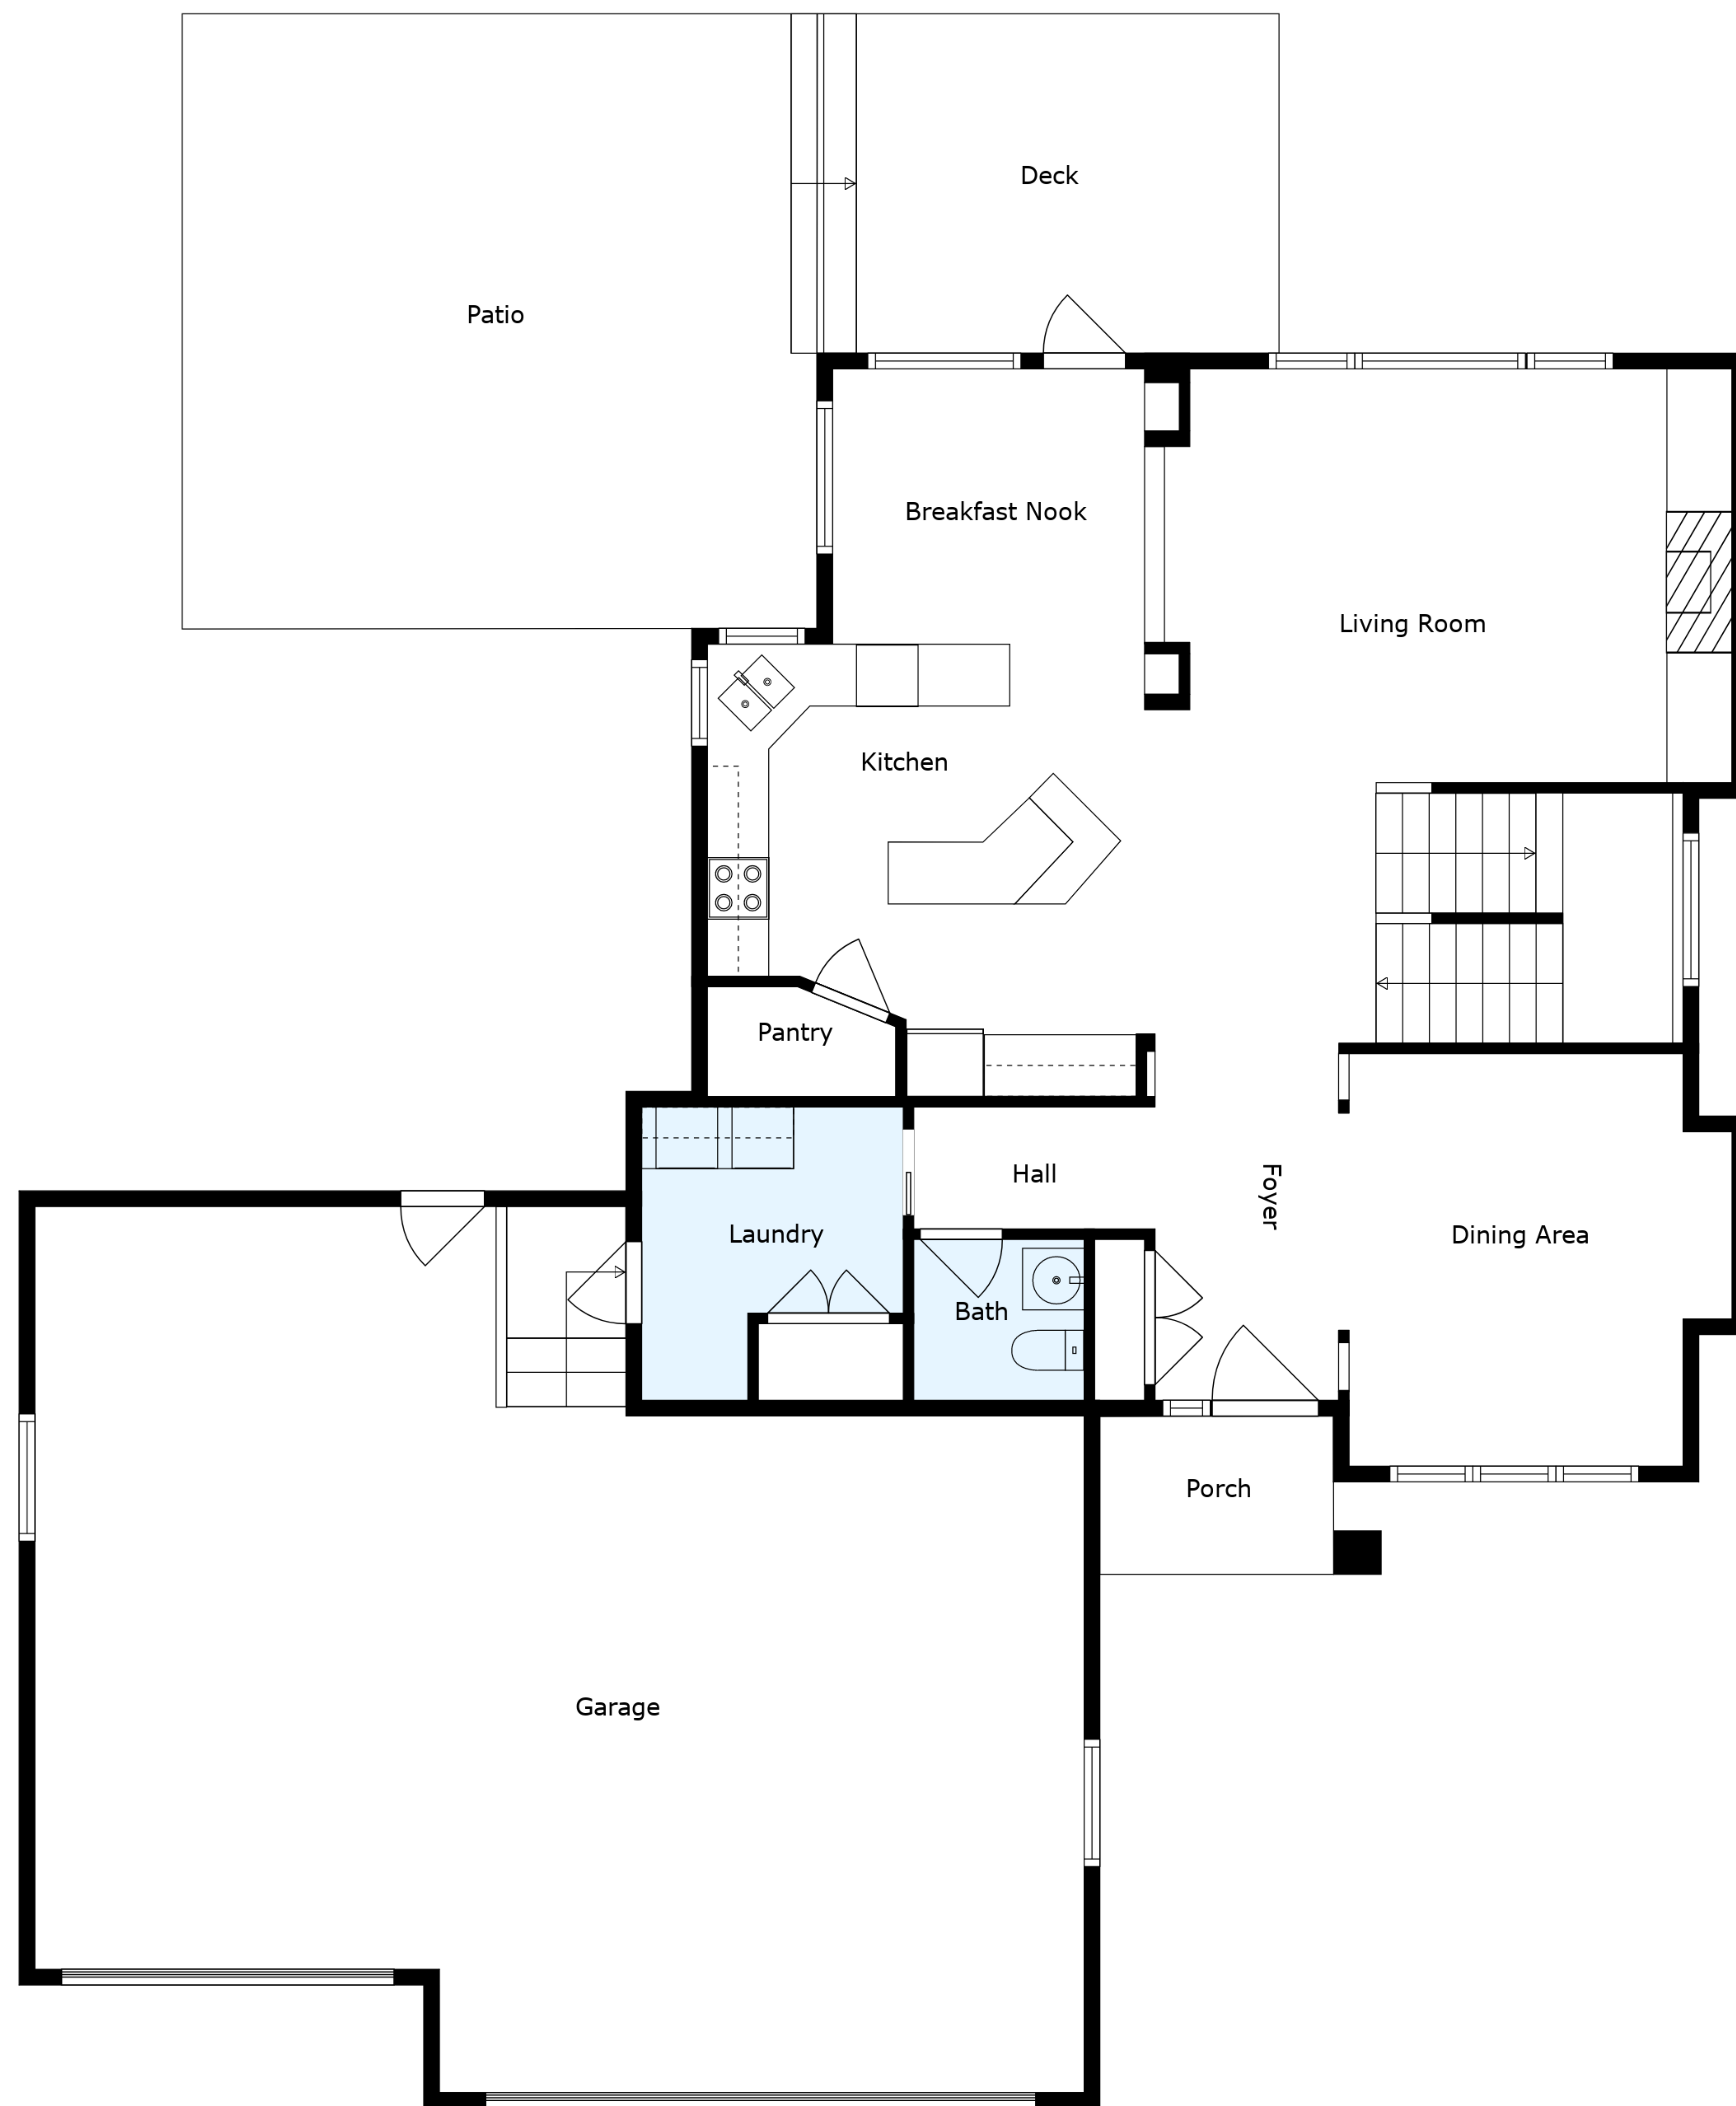 Deck
Patio
Breakfast Nook
Living Room
Kitchen
Pantry
Hall
Foyer
Laundry
Dining Area
Bath
Porch
Garage